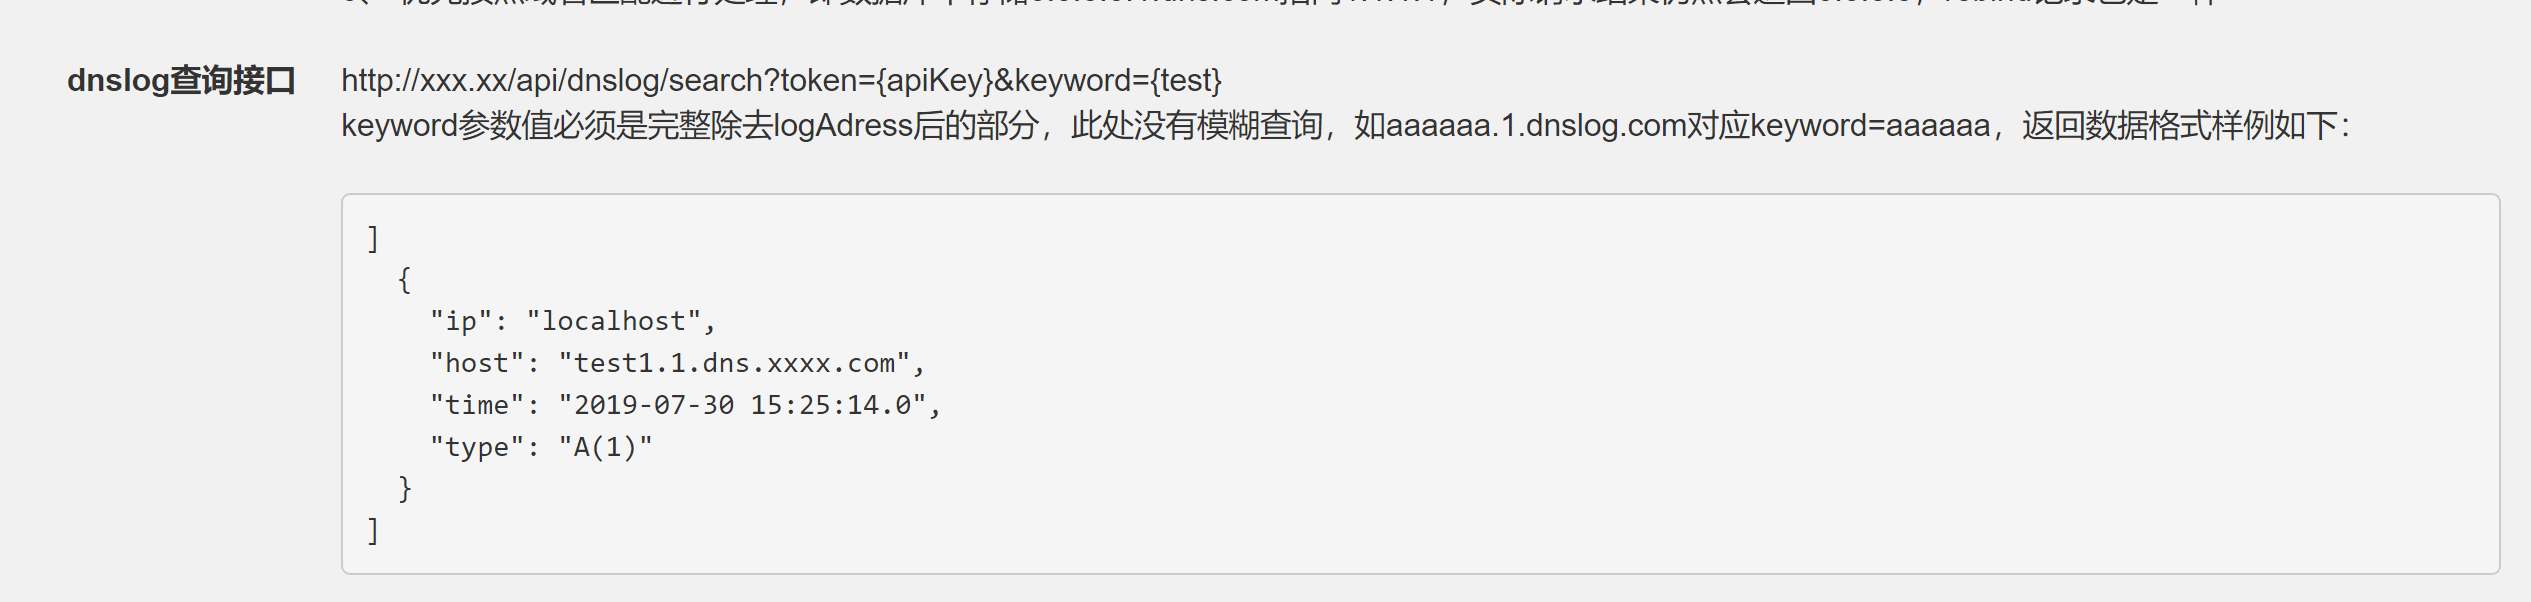 dnslog查询接口
http://xxx.xx/api/dnslog/search?token={apiKey}&keyword={test}
keyword参数值必须是完整除去logAdress后的部分，此处没有模糊查询，如aaaaaa.1.dnslog.com对应keyword=aaaaaa，返回数据格式样例如下：
]
{
"ip": "localhost",
"host": "test1.1.dns.xxxx.com",
"time": "2019-07-30 15:25:14.0",
"type": "A(1)"
}
]